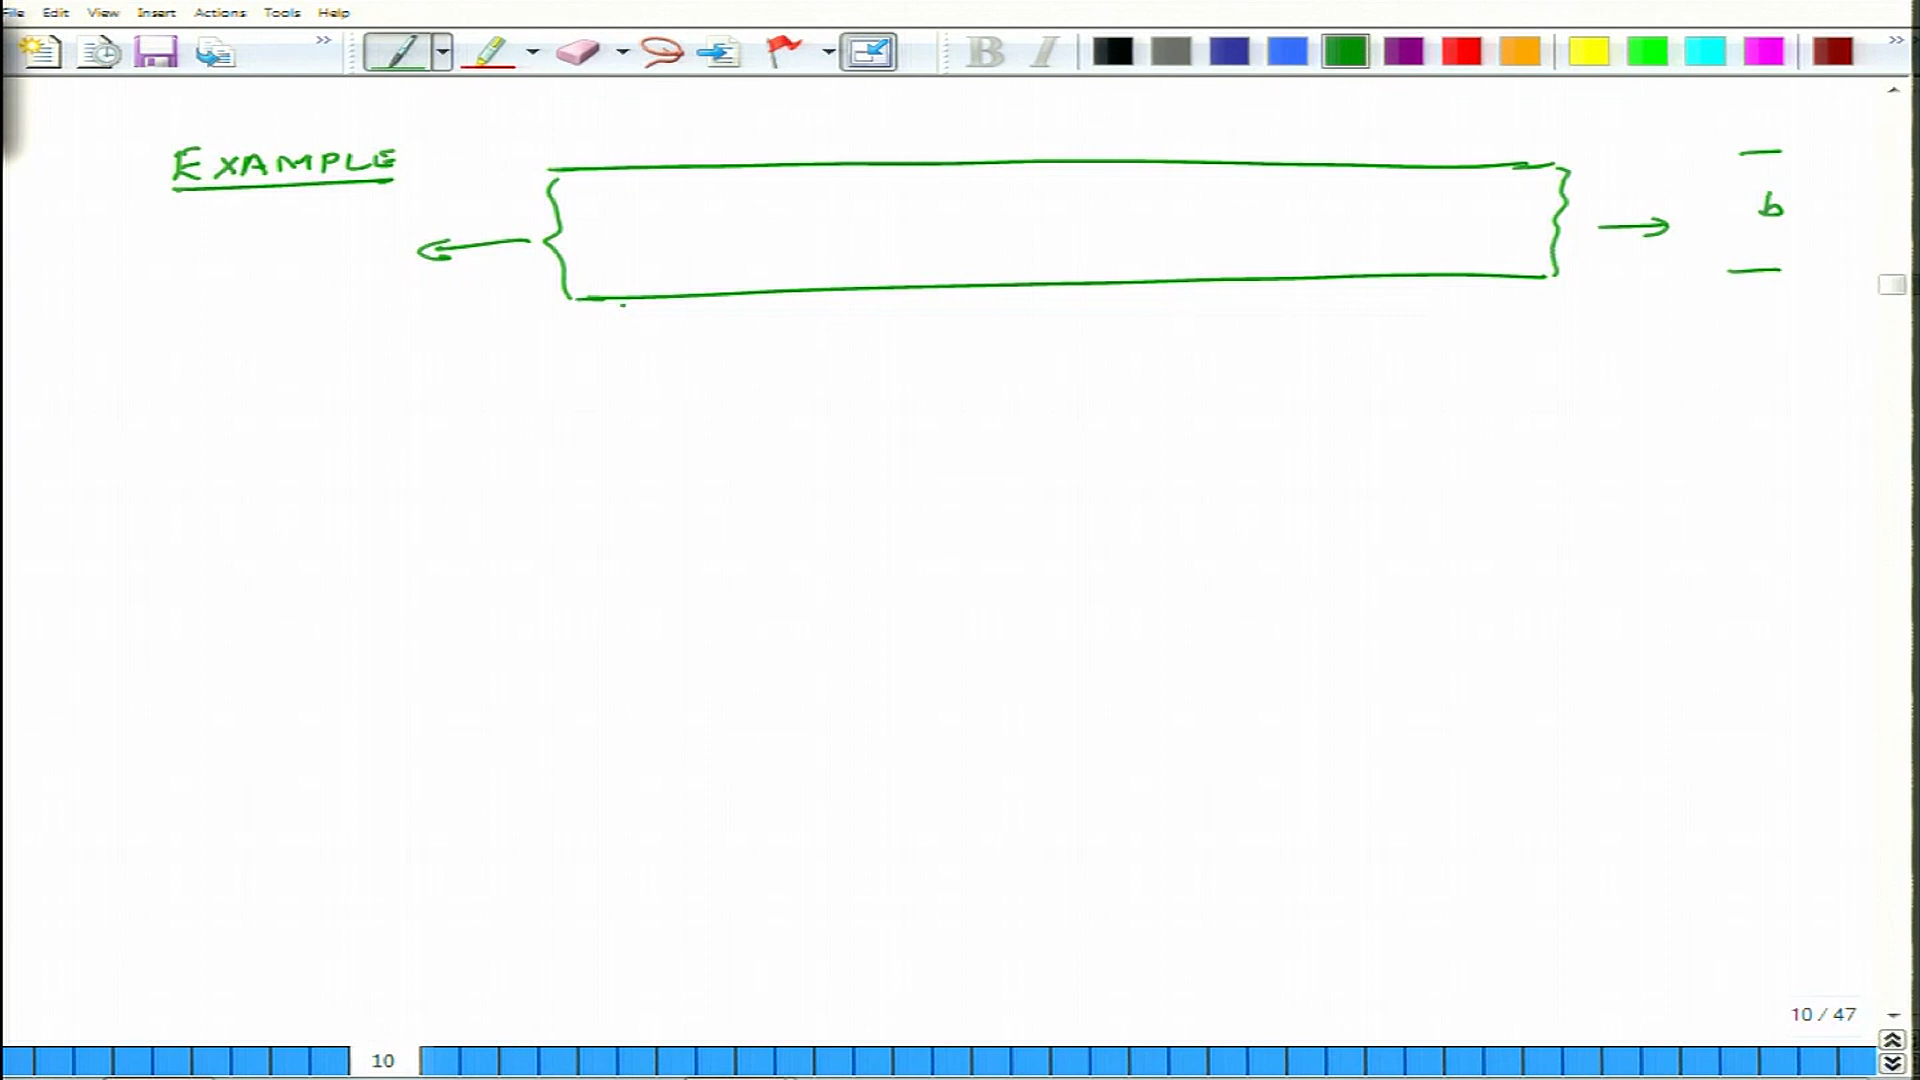 File Edit View Insert Actions Tools Help
B I
EXAMPLE
b
10 / 47
10